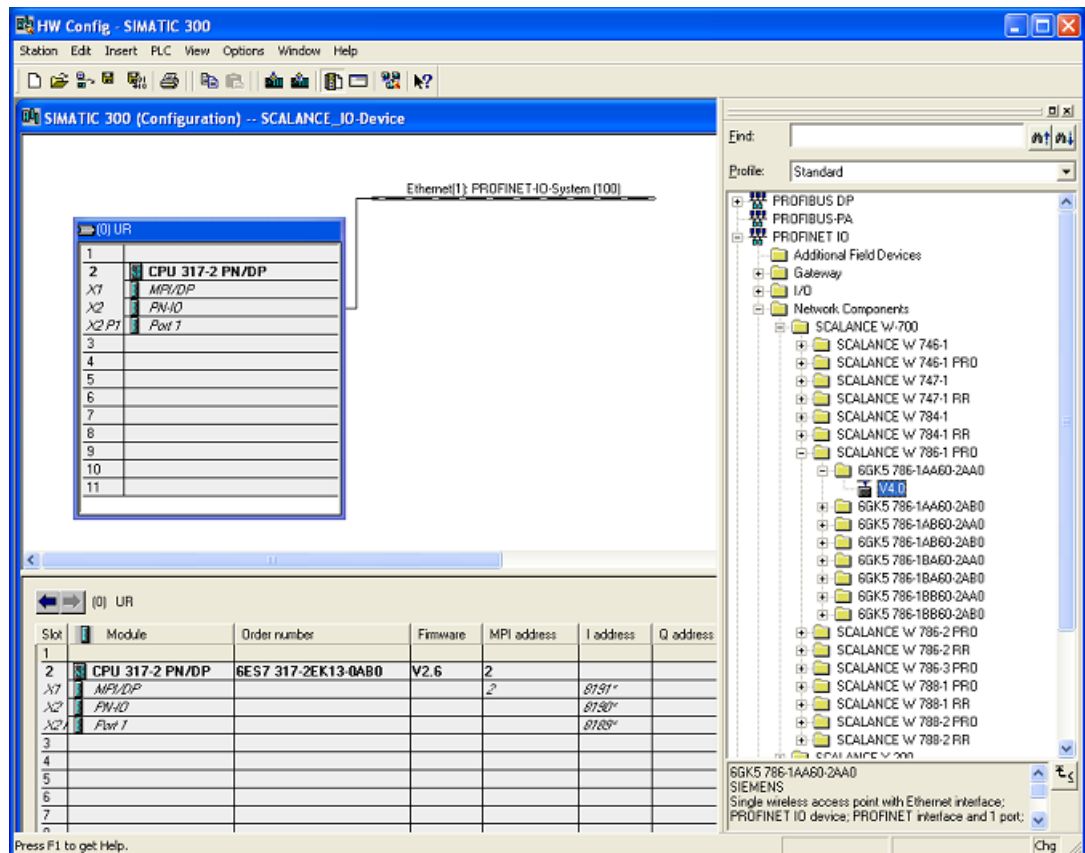 HW Config - SIMATIC 300
Station Edit Insert PLC View Options Window Help
SIMATIC 300 (Configuration) -- SCALANCE_IO-Device
Ethernet(1): PROFINET-IO-System (100)
(0) UR
1
2 CPU 317-2 PN/DP
X1 MPI/DP
X2 PN-IO
X2 P1 Port 1
3
4
5
6
7
8
9
10
11
(0) UR
Slot Module Order number Firmware MPI address I address Q address
1
2 CPU 317-2 PN/DP 6ES7 317-2EK13-0AB0 V2.6 2
X1 MPI/DP 2 8191*
X2 PN-IO 8190*
X2 Port 1 8189*
3
4
5
6
7
Find:
Profile: Standard
PROFIBUS DP
PROFIBUS-PA
PROFINET IO
Additional Field Devices
Gateway
I/O
Network Components
SCALANCE W-700
SCALANCE W 746-1
SCALANCE W 746-1 PRO
SCALANCE W 747-1
SCALANCE W 747-1 RR
SCALANCE W 784-1
SCALANCE W 784-1 RR
SCALANCE W 786-1 PRO
6GK5 786-1AA60-2AA0
V4.0
6GK5 786-1AA60-2AB0
6GK5 786-1AB60-2AA0
6GK5 786-1AB60-2AB0
6GK5 786-1BA60-2AA0
6GK5 786-1BA60-2AB0
6GK5 786-1BB60-2AA0
6GK5 786-1BB60-2AB0
SCALANCE W 786-2 PRO
SCALANCE W 786-2 RR
SCALANCE W 786-3 PRO
SCALANCE W 788-1 PRO
SCALANCE W 788-1 RR
SCALANCE W 788-2 PRO
SCALANCE W 788-2 RR
6GK5 786-1AA60-2AA0
SIEMENS
Single wireless access point with Ethernet interface;
PROFINET IO device; PROFINET interface and 1 port;
Press F1 to get Help.
Chg